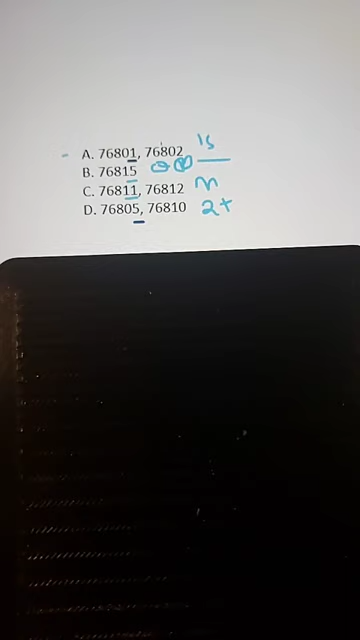 A. 76801, 76802 1s
B. 76815
C. 76811, 76812 m
D. 76805, 76810 2+